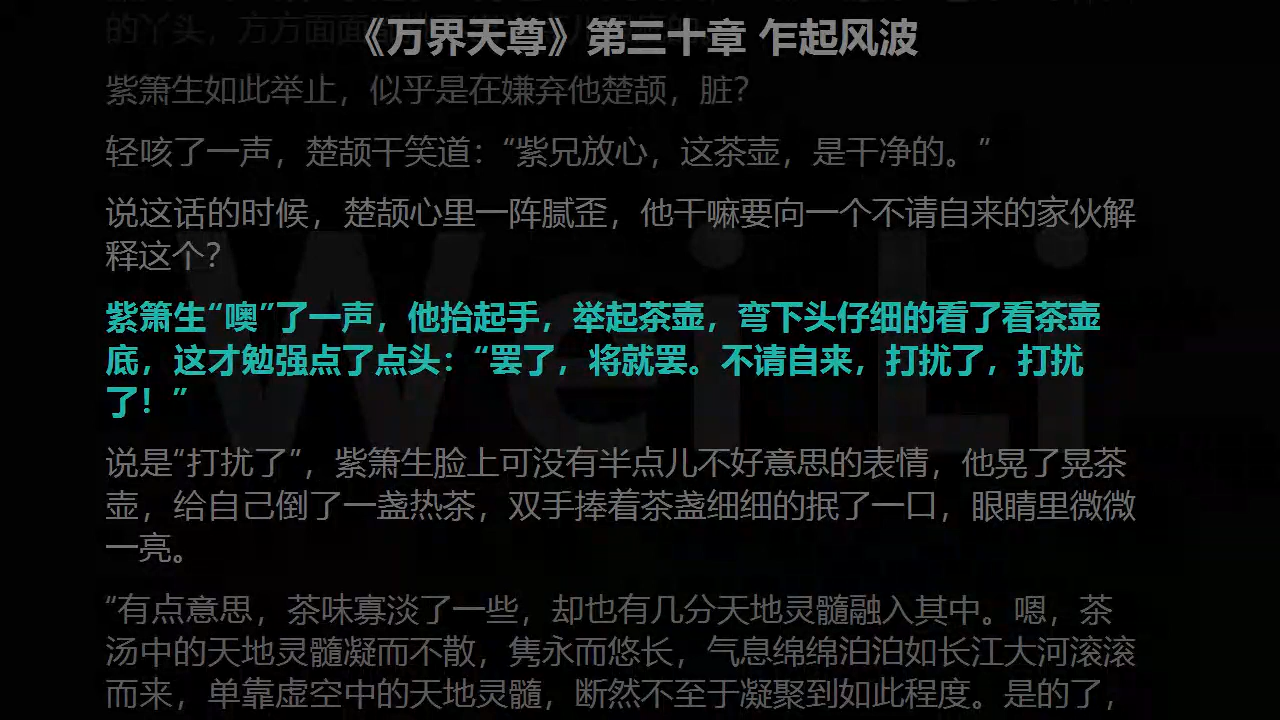 的丫头，方方面面
《万界天尊》第三十章 乍起风波
紫箫生如此举止，似乎是在嫌弃他楚颉，脏？
轻咳了一声，楚颉干笑道：“紫兄放心，这茶壶，是干净的。”
说这话的时候，楚颉心里一阵腻歪，他干嘛要向一个不请自来的家伙解
释这个？
紫箫生“噢”了一声，他抬起手，举起茶壶，弯下头仔细的看了看茶壶
底，这才勉强点了点头：“罢了，将就罢。不请自来，打扰了，打扰
了！”
说是“打扰了”，紫箫生脸上可没有半点儿不好意思的表情，他晃了晃茶
壶，给自己倒了一盏热茶，双手捧着茶盏细细的抿了一口，眼睛里微微
一亮。
“有点意思，茶味寡淡了一些，却也有几分天地灵髓融入其中。嗯，茶
汤中的天地灵髓凝而不散，隽永而悠长，气息绵绵泊泊如长江大河滚滚
而来，单靠虚空中的天地灵髓，断然不至于凝聚到如此程度。是的了，
Wei Li